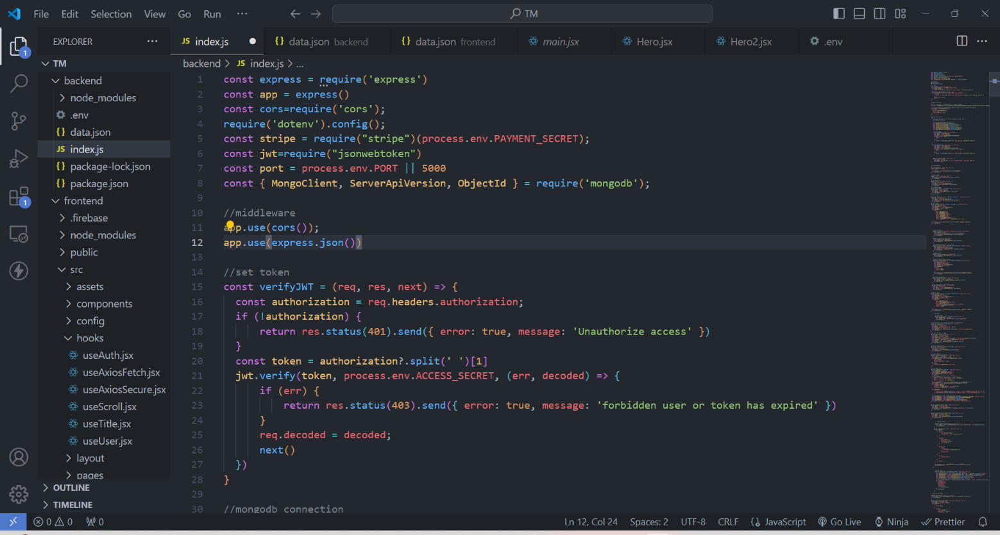 File Edit Selection View Go Run ··· TM
EXPLORER ···
JS index.js
{} data.json backend
{} data.json frontend
main.jsx
Hero.jsx
Hero2.jsx
.env
···
backend > JS index.js > ...
TM
backend
node_modules
.env
{} data.json
JS index.js
{} package-lock.json
{} package.json
frontend
.firebase
node_modules
public
src
assets
components
config
hooks
useAuth.jsx
useAxiosFetch.jsx
useAxiosSecure.jsx
useScroll.jsx
useTitle.jsx
useUser.jsx
layout
pages
OUTLINE
TIMELINE
1
1
1 const express = require('express')
2 const app = express()
3 const cors=require('cors');
4 require('dotenv').config();
5 const stripe = require("stripe")(process.env.PAYMENT_SECRET);
6 const jwt=require("jsonwebtoken")
7 const port = process.env.PORT || 5000
8 const { MongoClient, ServerApiVersion, ObjectId } = require('mongodb');
9
10 //middleware
11 app.use(cors());
12 app.use(express.json())
13
14 //set token
15 const verifyJWT = (req, res, next) => {
16 const authorization = req.headers.authorization;
17 if (!authorization) {
18 return res.status(401).send({ error: true, message: 'Unauthorize access' })
19 }
20 const token = authorization?.split(' ')[1]
21 jwt.verify(token, process.env.ACCESS_SECRET, (err, decoded) => {
22 if (err) {
23 return res.status(403).send({ error: true, message: 'forbidden user or token has expired' })
24 }
25 req.decoded = decoded;
26 next()
27 })
28 }
29
30 //mongodb connection
0 0 0 Ln 12, Col 24 Spaces: 2 UTF-8 CRLF {} JavaScript Go Live Ninja Prettier